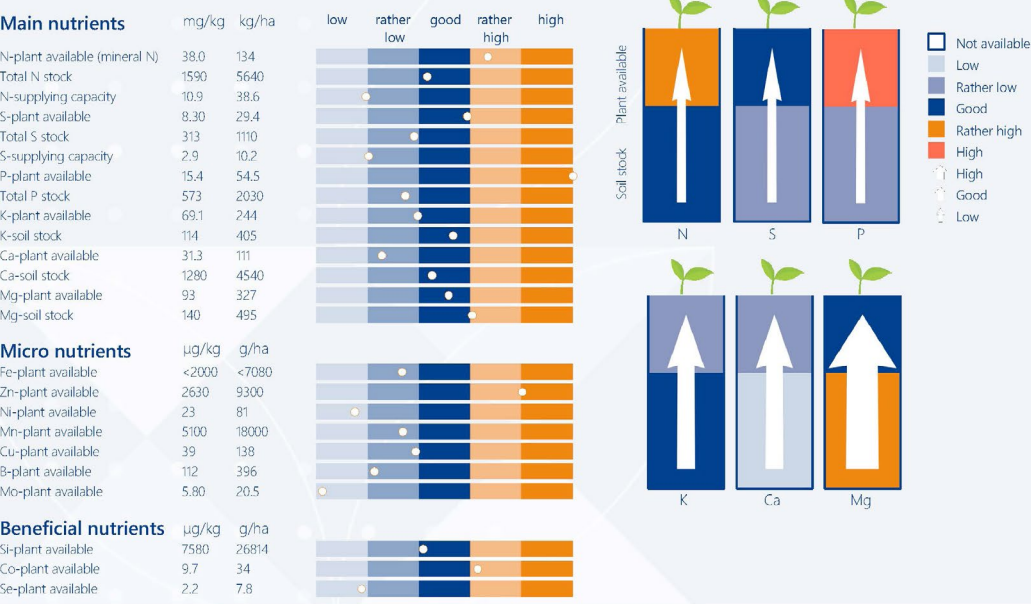 Main nutrients mg/kg kg/ha low rather low good rather high high
N-plant available (mineral N) 38.0 134
Total N stock 1590 5640
N-supplying capacity 10.9 38.6
S-plant available 8.30 29.4
Total S stock 313 1110
S-supplying capacity 2.9 10.2
P-plant available 15.4 54.5
Total P stock 573 2030
K-plant available 69.1 244
K-soil stock 114 405
Ca-plant available 31.3 111
Ca-soil stock 1280 4540
Mg-plant available 93 327
Mg-soil stock 140 495
Micro nutrients µg/kg g/ha
Fe-plant available <2000 <7080
Zn-plant available 2630 9300
Ni-plant available 23 81
Mn-plant available 5100 18000
Cu-plant available 39 138
B-plant available 112 396
Mo-plant available 5.80 20.5
Beneficial nutrients µg/kg g/ha
Si-plant available 7580 26814
Co-plant available 9.7 34
Se-plant available 2.2 7.8
Plant available
Soil stock
N S P
K Ca Mg
Not available
Low
Rather low
Good
Rather high
High
High
Good
Low